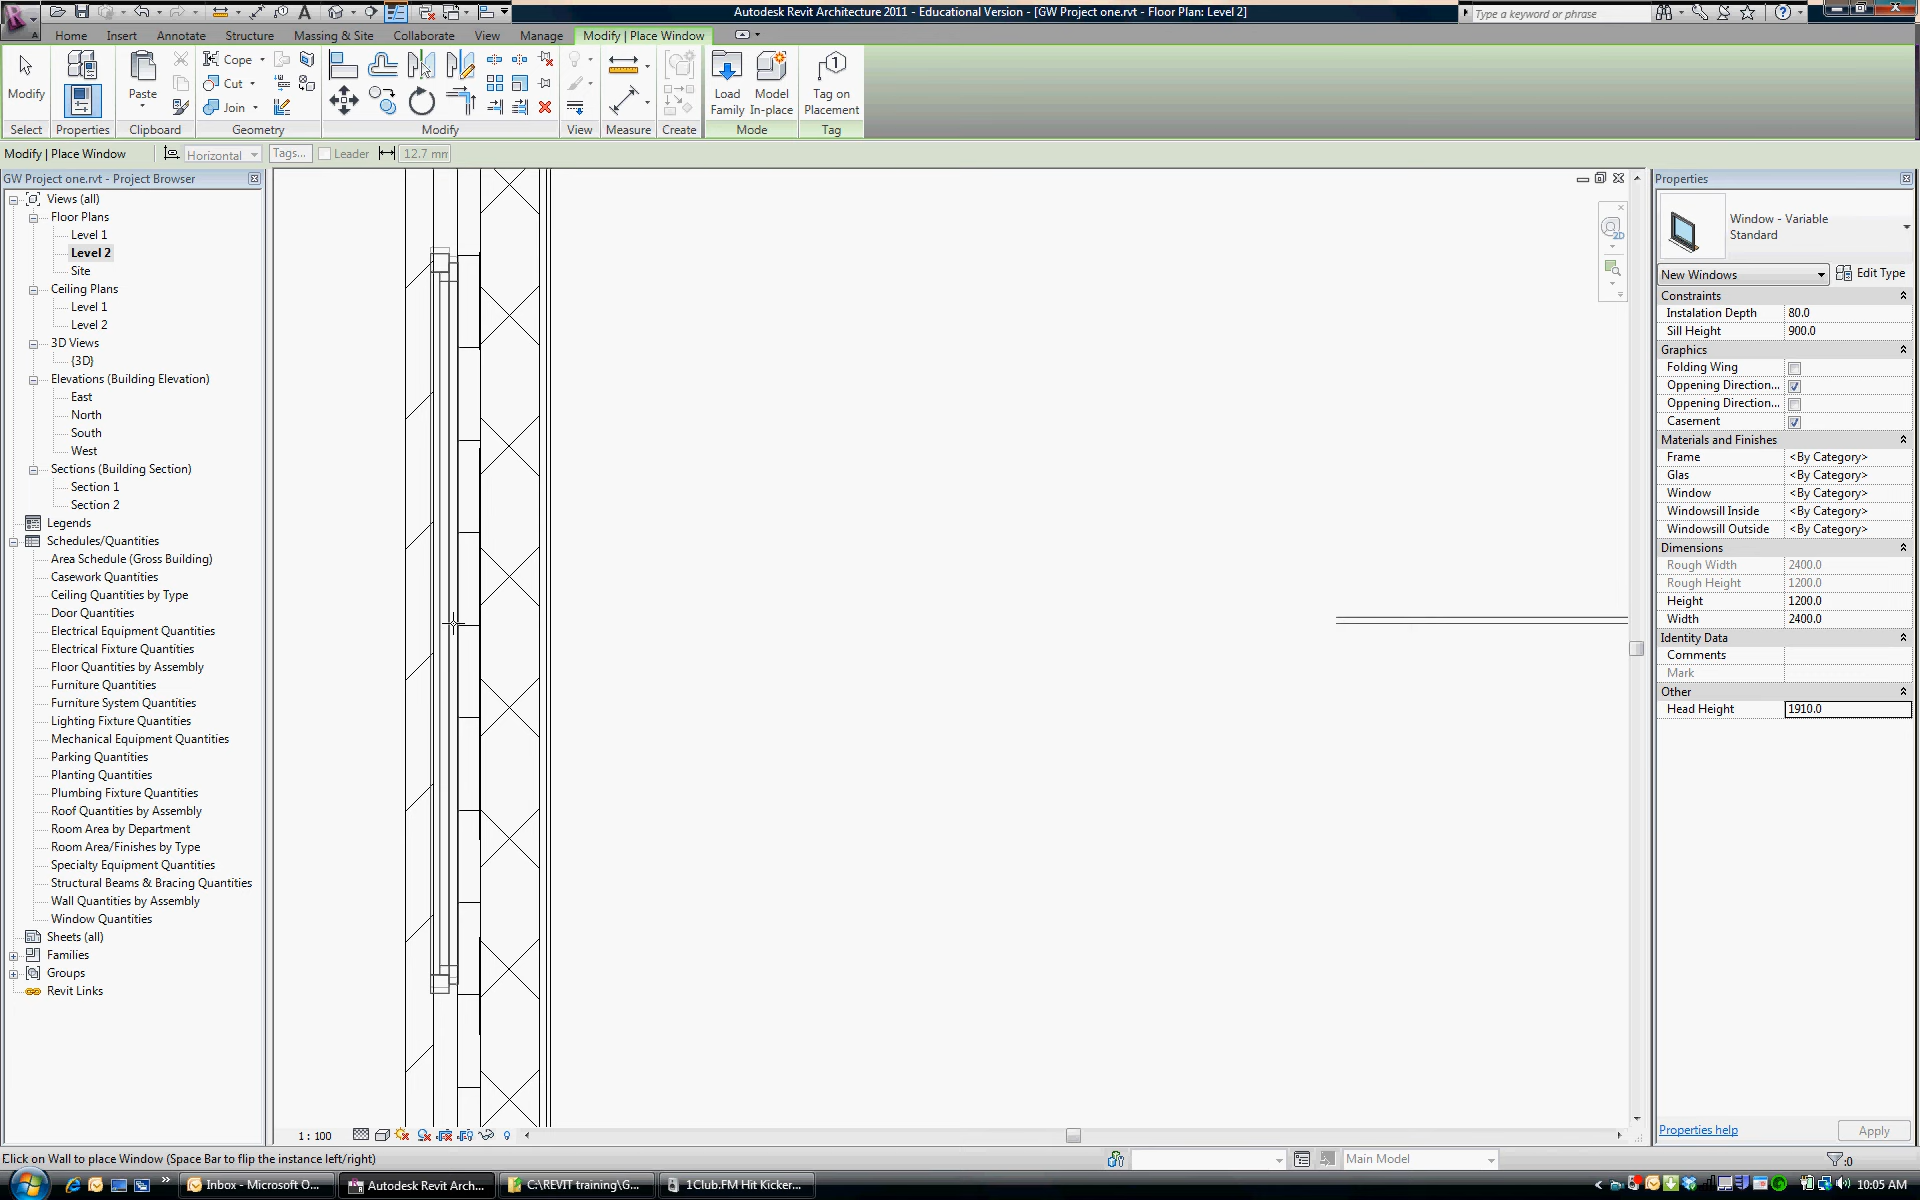 Autodesk Revit Architecture 2011 - Educational Version - [GW Project one.rvt - Floor Plan: Level 2]
Type a keyword or phrase
Home Insert Annotate Structure Massing & Site Collaborate View Manage Modify | Place Window
Cope
Cut
Join
Modify
Paste
Load Family
Model In-place
Tag on Placement
Select Properties Clipboard Geometry Modify View Measure Create Mode Tag
Modify | Place Window Horizontal Tags... Leader 12.7 mm
GW Project one.rvt - Project Browser
Views (all)
Floor Plans
Level 1
Level 2
Site
Ceiling Plans
Level 1
Level 2
3D Views
{3D}
Elevations (Building Elevation)
East
North
South
West
Sections (Building Section)
Section 1
Section 2
Legends
Schedules/Quantities
Area Schedule (Gross Building)
Casework Quantities
Ceiling Quantities by Type
Door Quantities
Electrical Equipment Quantities
Electrical Fixture Quantities
Floor Quantities by Assembly
Furniture Quantities
Furniture System Quantities
Lighting Fixture Quantities
Mechanical Equipment Quantities
Parking Quantities
Planting Quantities
Plumbing Fixture Quantities
Roof Quantities by Assembly
Room Area by Department
Room Area/Finishes by Type
Specialty Equipment Quantities
Structural Beams & Bracing Quantities
Wall Quantities by Assembly
Window Quantities
Sheets (all)
Families
Groups
Revit Links
2D
1 : 100
Properties
Window - Variable
Standard
New Windows Edit Type
Constraints
Instalation Depth 80.0
Sill Height 900.0
Graphics
Folding Wing
Oppening Direction...
Oppening Direction...
Casement
Materials and Finishes
Frame <By Category>
Glas <By Category>
Window <By Category>
Windowsill Inside <By Category>
Windowsill Outside <By Category>
Dimensions
Rough Width 2400.0
Rough Height 1200.0
Height 1200.0
Width 2400.0
Identity Data
Comments
Mark
Other
Head Height 1910.0
Properties help Apply
Click on Wall to place Window (Space Bar to flip the instance left/right) Main Model :0
Inbox - Microsoft O... Autodesk Revit Arch... C:\REVIT training\G... 1Club.FM Hit Kicker... 10:05 AM